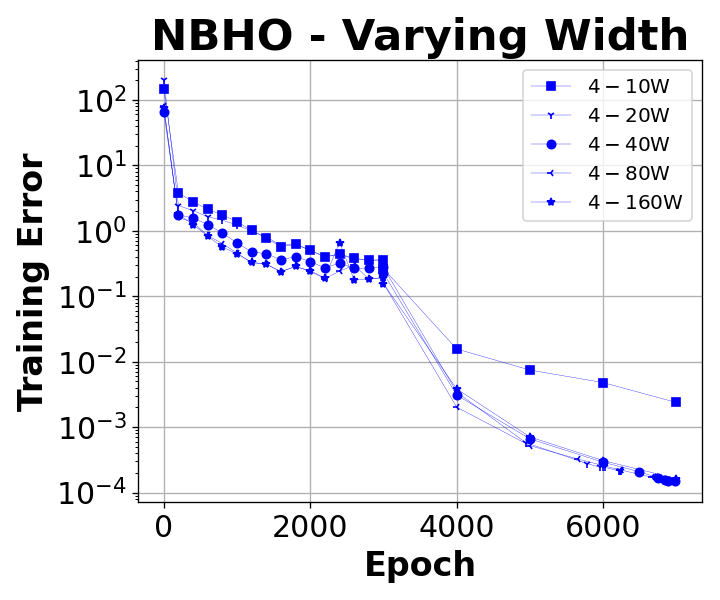 NBHO - Varying Width
Training Error
10²
10¹
10⁰
10⁻¹
10⁻²
10⁻³
10⁻⁴
4 − 10W
4 − 20W
4 − 40W
4 − 80W
4 − 160W
0 2000 4000 6000
Epoch